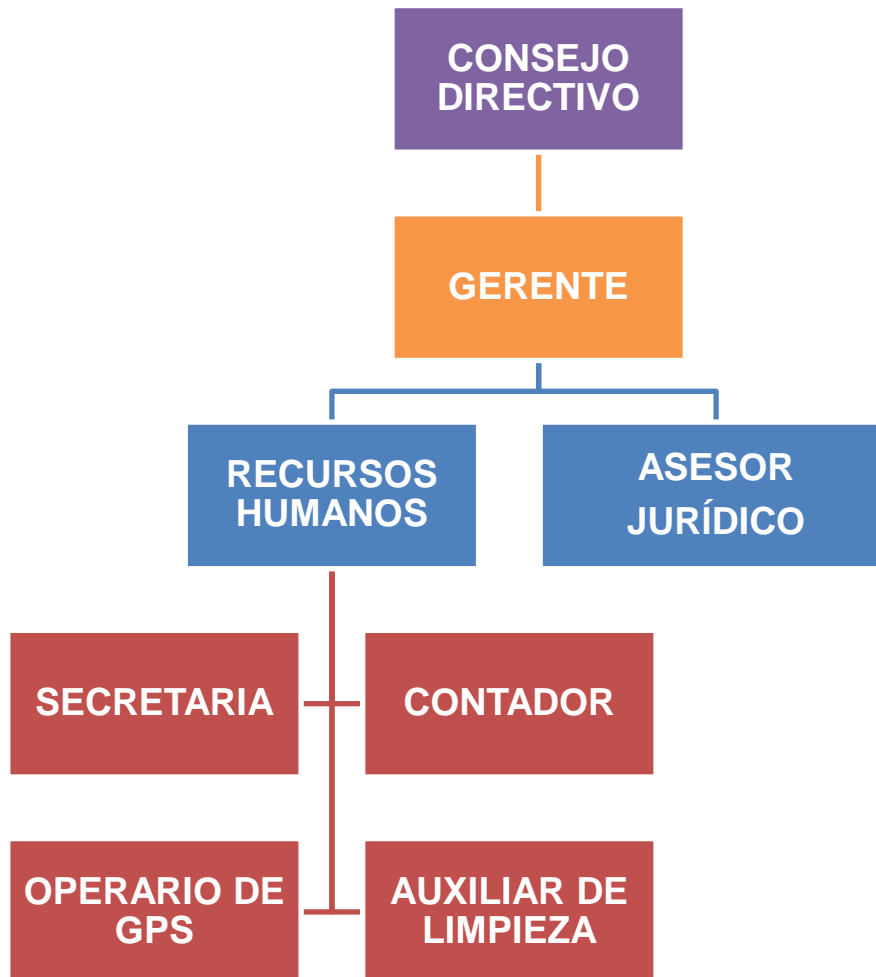 CONSEJO
DIRECTIVO
GERENTE
RECURSOS
HUMANOS
ASESOR
JURÍDICO
SECRETARIA
CONTADOR
OPERARIO DE
GPS
AUXILIAR DE
LIMPIEZA